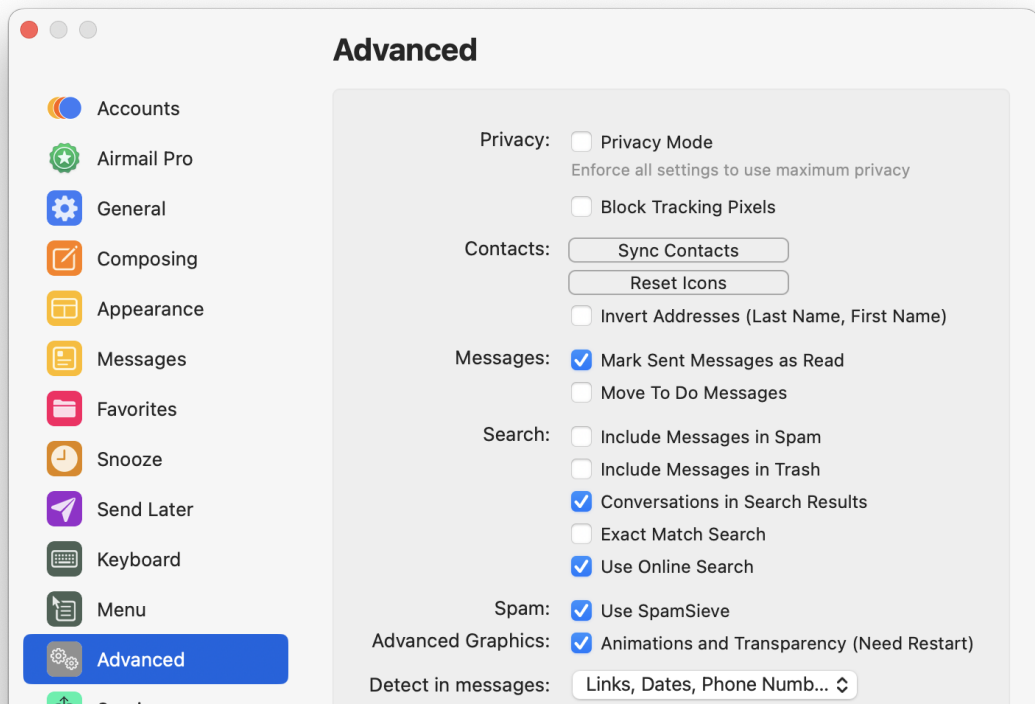 Advanced
Accounts
Airmail Pro
General
Composing
Appearance
Messages
Favorites
Snooze
Send Later
Keyboard
Menu
Advanced
Privacy:
Privacy Mode
Enforce all settings to use maximum privacy
Block Tracking Pixels
Contacts:
Sync Contacts
Reset Icons
Invert Addresses (Last Name, First Name)
Messages:
Mark Sent Messages as Read
Move To Do Messages
Search:
Include Messages in Spam
Include Messages in Trash
Conversations in Search Results
Exact Match Search
Use Online Search
Spam:
Use SpamSieve
Advanced Graphics:
Animations and Transparency (Need Restart)
Detect in messages:
Links, Dates, Phone Numb...